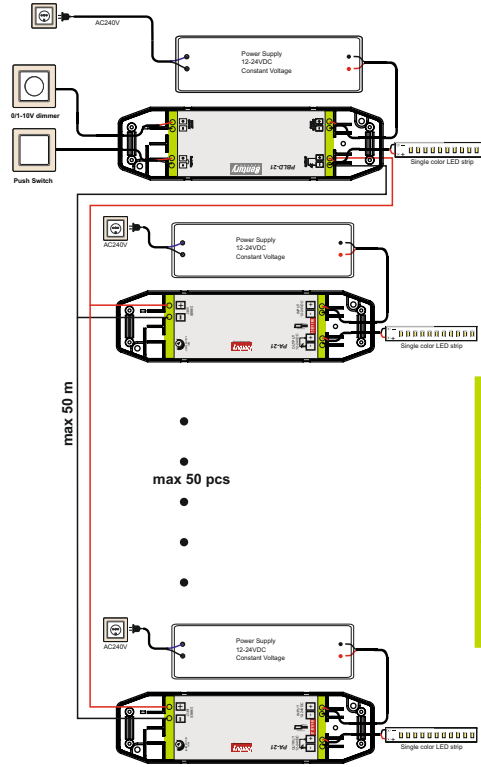 AC240V
Power Supply
12-24VDC
Constant Voltage
0/1-10V dimmer
Push Switch
Bentury
PBLD-21
Single color LED strip
AC240V
Power Supply
12-24VDC
Constant Voltage
PA-21
Single color LED strip
max 50 m
max 50 pcs
AC240V
Power Supply
12-24VDC
Constant Voltage
PA-21
Single color LED strip